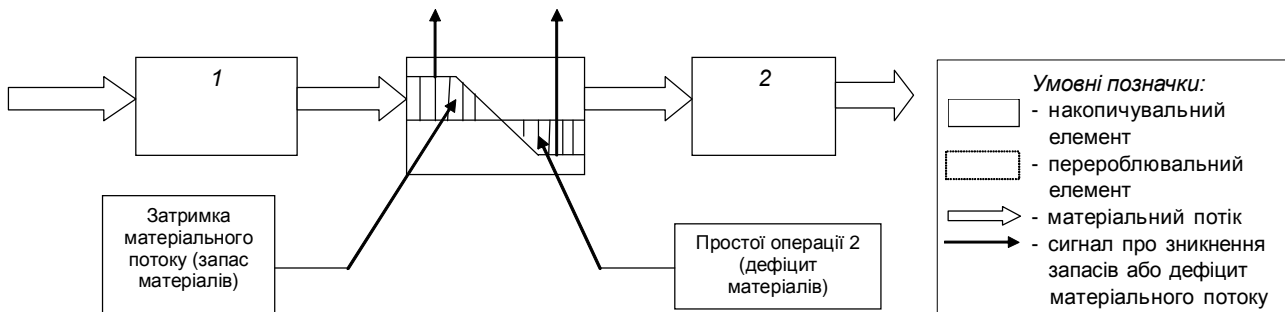 1
2
Затримка
матеріального
потоку (запас
матеріалів)
Простої операції 2
(дефіцит
матеріалів)
Умовні позначки:
- накопичувальний
елемент
- перероблювальний
елемент
- матеріальний потік
- сигнал про зникнення
запасів або дефіцит
матеріального потоку